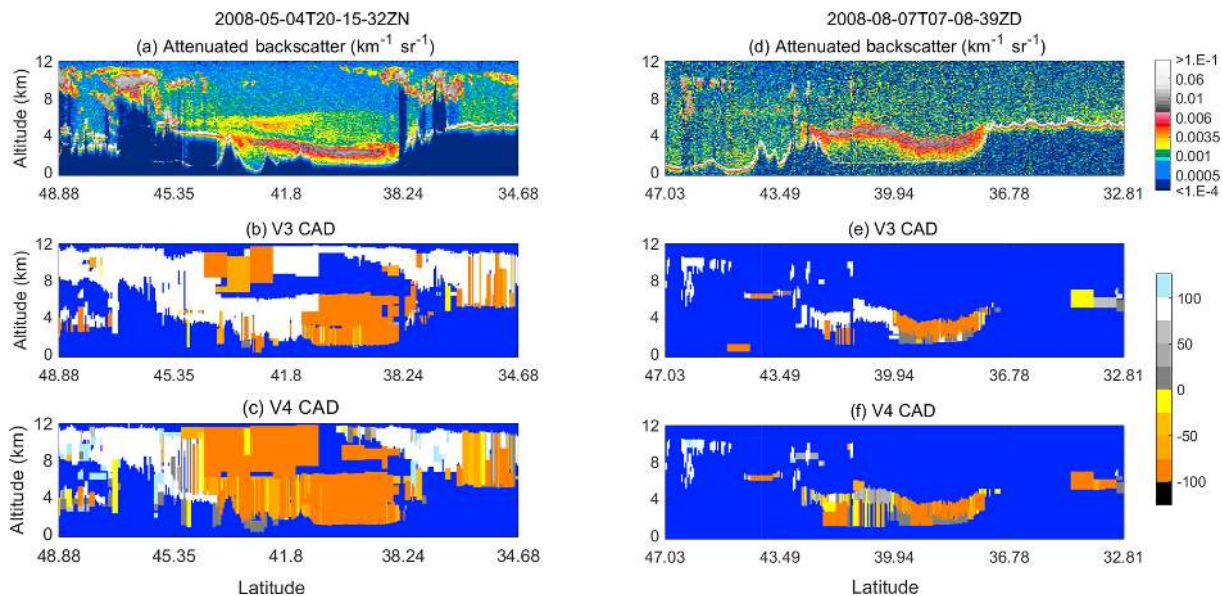 2008-05-04T20-15-32ZN
(a) Attenuated backscatter (km⁻¹ sr⁻¹)
Altitude (km)
12
8
4
0
48.88 45.35 41.8 38.24 34.68
(b) V3 CAD
12
8
4
0
48.88 45.35 41.8 38.24 34.68
(c) V4 CAD
Altitude (km)
12
8
4
0
48.88 45.35 41.8 38.24 34.68
Latitude
2008-08-07T07-08-39ZD
(d) Attenuated backscatter (km⁻¹ sr⁻¹)
Altitude (km)
12
8
4
0
47.03 43.49 39.94 36.78 32.81
>1.E-1
0.06
0.01
0.006
0.0035
0.001
0.0005
<1.E-4
(e) V3 CAD
12
8
4
0
47.03 43.49 39.94 36.78 32.81
(f) V4 CAD
12
8
4
0
47.03 43.49 39.94 36.78 32.81
Latitude
100
50
0
-50
-100